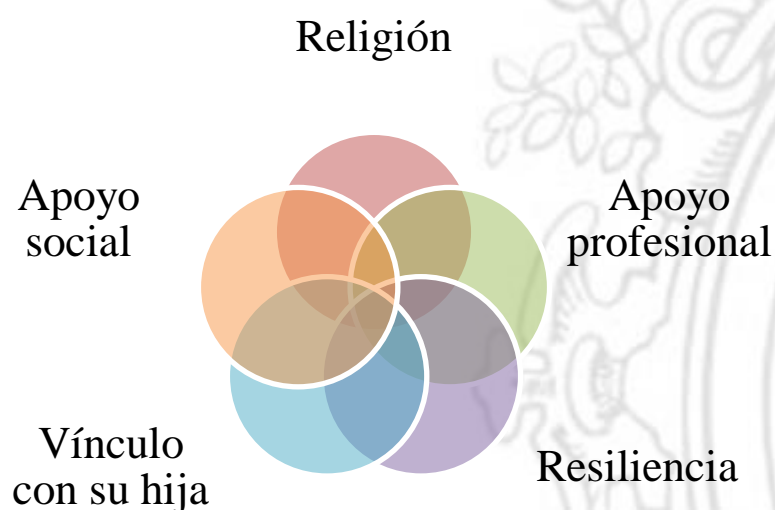 Religión
Apoyo
social
Apoyo
profesional
Vínculo
con su hija
Resiliencia